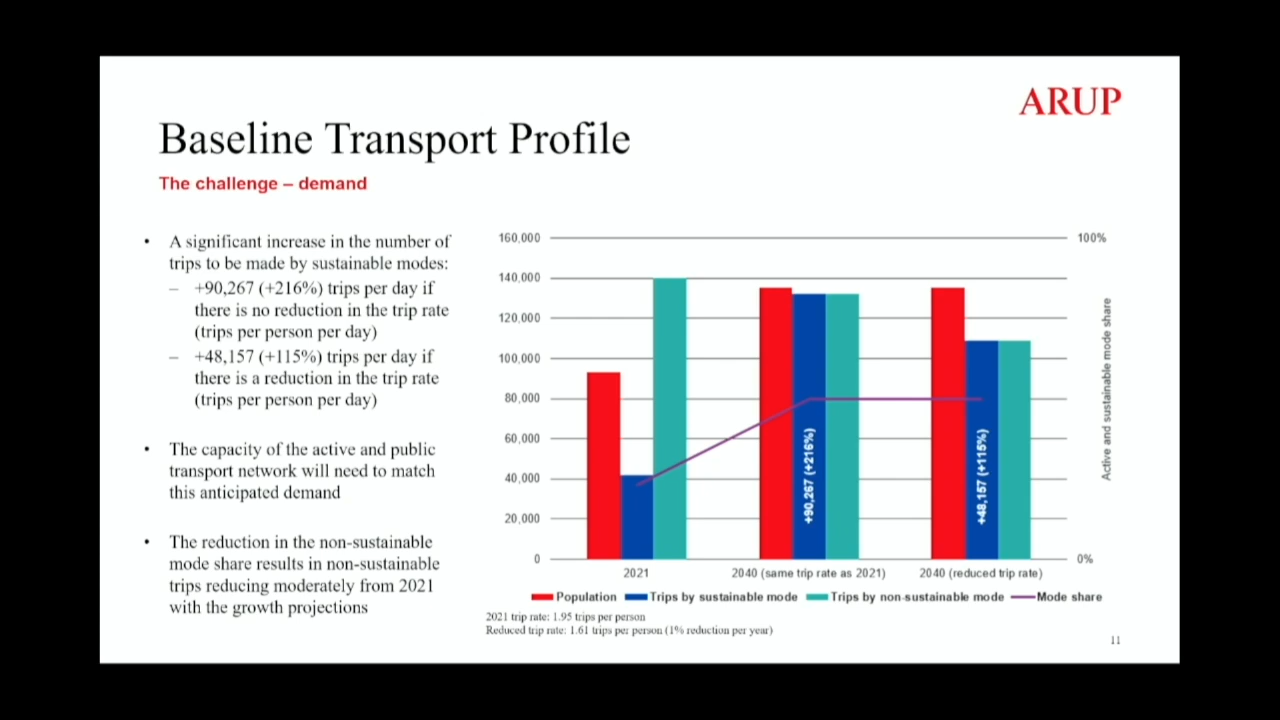 ARUP
Baseline Transport Profile
The challenge – demand
• A significant increase in the number of
trips to be made by sustainable modes:
– +90,267 (+216%) trips per day if
there is no reduction in the trip rate
(trips per person per day)
– +48,157 (+115%) trips per day if
there is a reduction in the trip rate
(trips per person per day)
• The capacity of the active and public
transport network will need to match
this anticipated demand
• The reduction in the non-sustainable
mode share results in non-sustainable
trips reducing moderately from 2021
with the growth projections
160,000
140,000
120,000
100,000
80,000
60,000
40,000
20,000
0
100%
0%
Active and sustainable mode share
+90,267 (+216%)
+48,157 (+115%)
2021
2040 (same trip rate as 2021)
2040 (reduced trip rate)
Population
Trips by sustainable mode
Trips by non-sustainable mode
Mode share
2021 trip rate: 1.95 trips per person
Reduced trip rate: 1.61 trips per person (1% reduction per year)
11